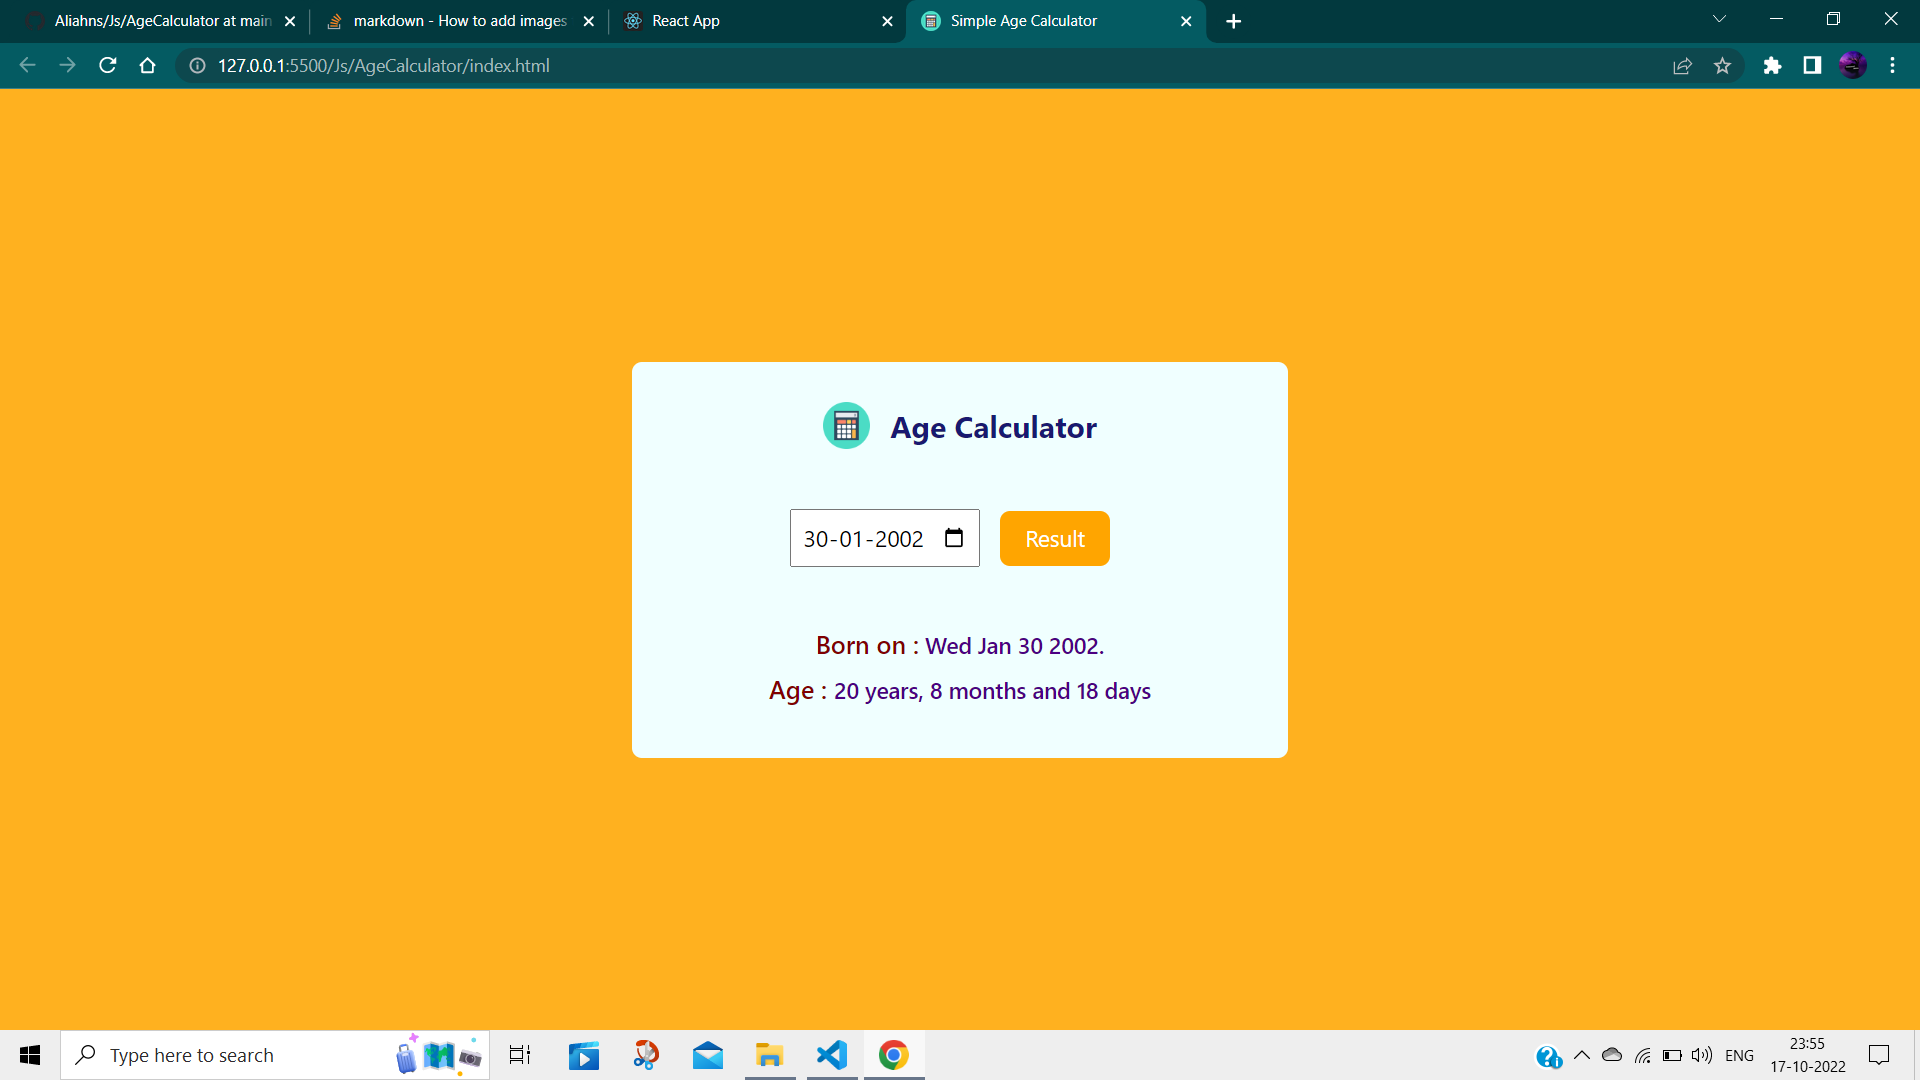 Aliahns/Js/AgeCalculator at main
markdown - How to add images
React App
Simple Age Calculator
127.0.0.1:5500/Js/AgeCalculator/index.html
Age Calculator
30-01-2002
Result
Born on : Wed Jan 30 2002.
Age : 20 years, 8 months and 18 days
Type here to search
ENG
23:55
17-10-2022